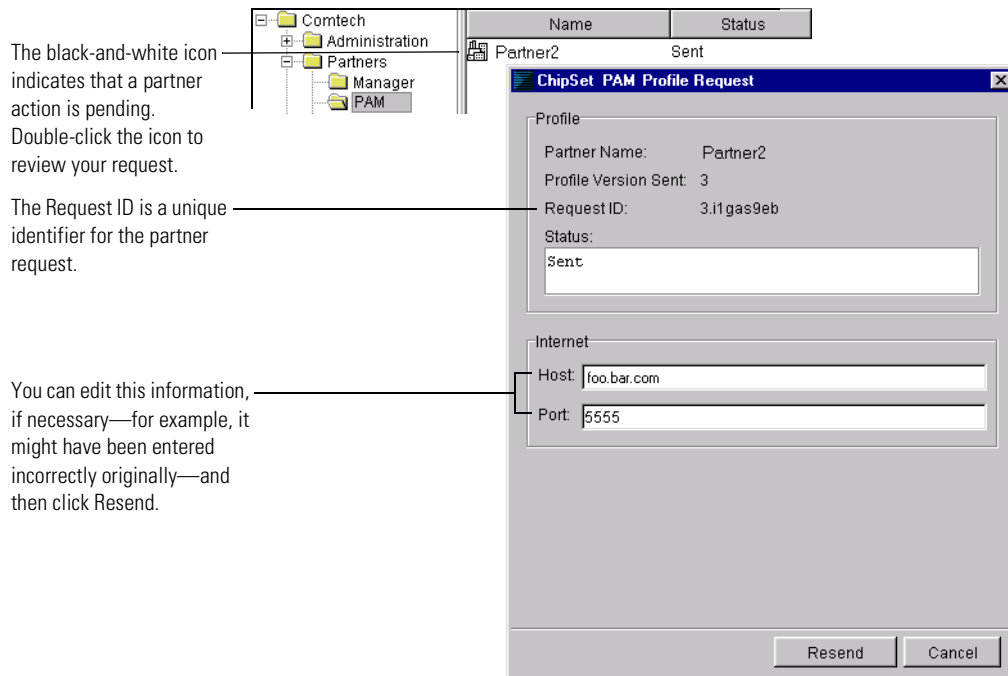 Comtech
Administration
Partners
Manager
PAM
Name Status
Partner2 Sent
The black-and-white icon
indicates that a partner
action is pending.
Double-click the icon to
review your request.
The Request ID is a unique
identifier for the partner
request.
You can edit this information,
if necessary—for example, it
might have been entered
incorrectly originally—and
then click Resend.
ChipSet PAM Profile Request
Profile
Partner Name: Partner2
Profile Version Sent: 3
Request ID: 3.i1gas9eb
Status:
Sent
Internet
Host: foo.bar.com
Port: 5555
Resend Cancel